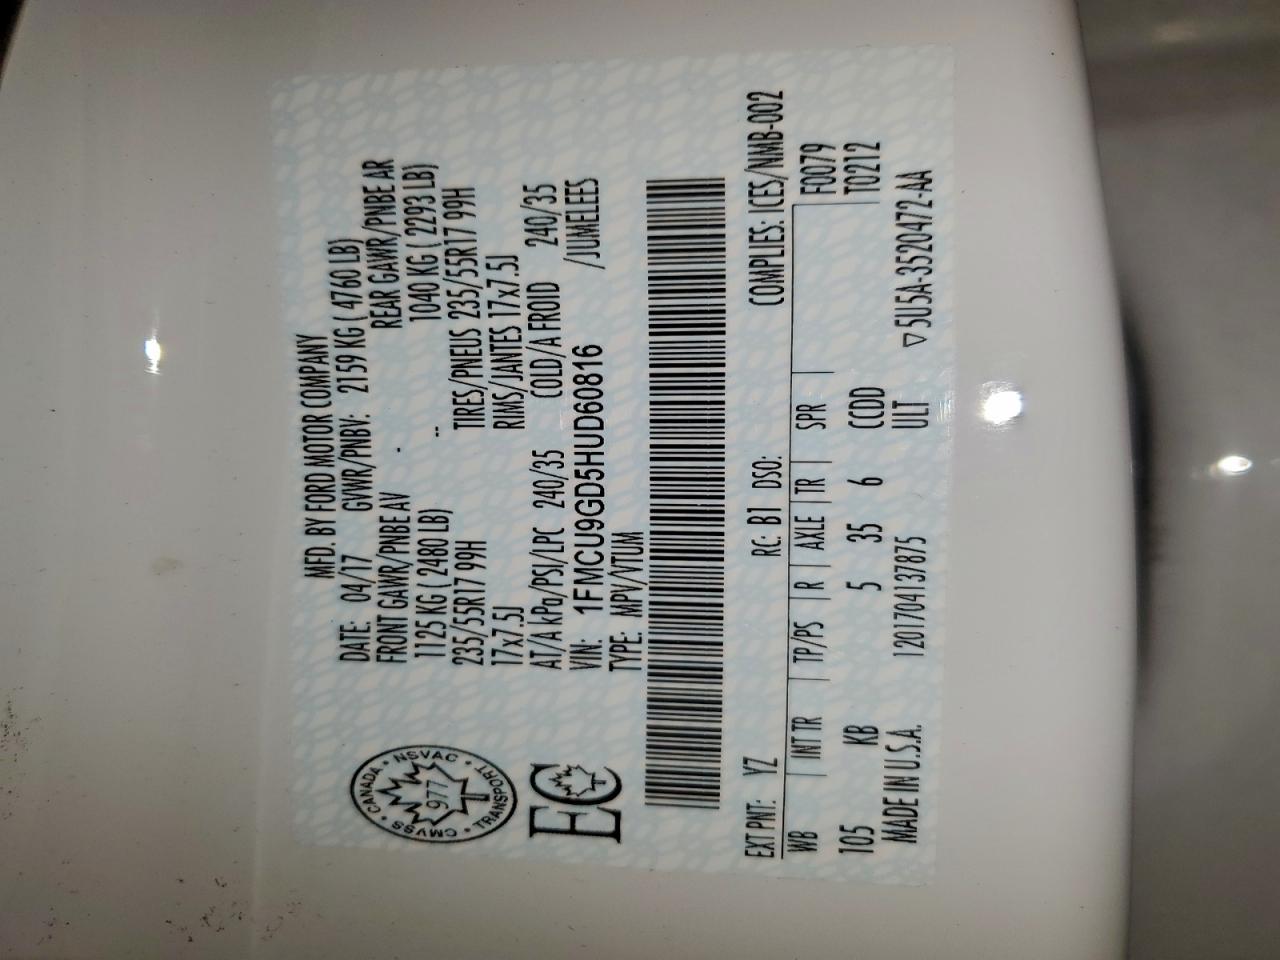 MFD. BY FORD MOTOR COMPANY
DATE: 04/17 GVWR/PNBV: 2159 KG ( 4760 LB)
FRONT GAWR/PNBE AV REAR GAWR/PNBE AR
1125 KG ( 2480 LB) 1040 KG ( 2293 LB)
235/55R17 99H TIRES/PNEUS 235/55R17 99H
17x7.5J RIMS/JANTES 17x7.5J
AT/A kPa/PSI/LPC 240/35 COLD/A FROID 240/35
VIN: 1FMCU9GD5HUD60816 /JUMELEES
TYPE: MPV/VTUM
CANADA • NSVAC • TRANSPORT • CMVSS •
977
EC
COMPLIES: ICES/NMB-002
EXT PNT: YZ RC: B1 DSO:
WB | INT TR | TP/PS | R | AXLE | TR | SPR | F0079
105 KB 5 35 6 CCDD T0212
MADE IN U.S.A. 120170413​7875 ULT ▽5U5A-3520472-AA